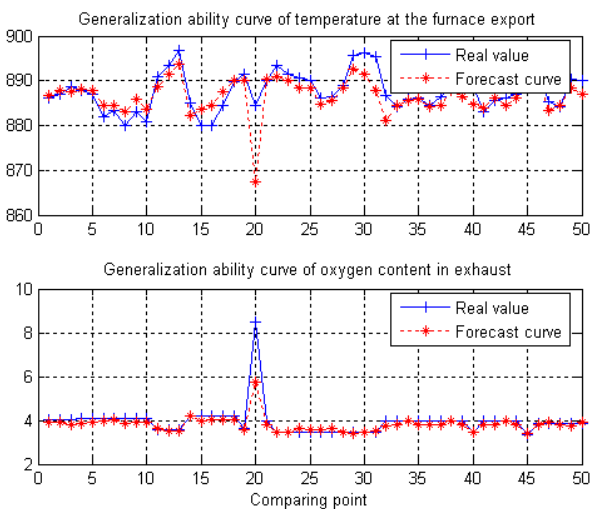 Generalization ability curve of temperature at the furnace export
900
890
880
870
860
Real value
Forecast curve
0 5 10 15 20 25 30 35 40 45 50
Generalization ability curve of oxygen content in exhaust
10
8
6
4
2
Real value
Forecast curve
0 5 10 15 20 25 30 35 40 45 50
Comparing point